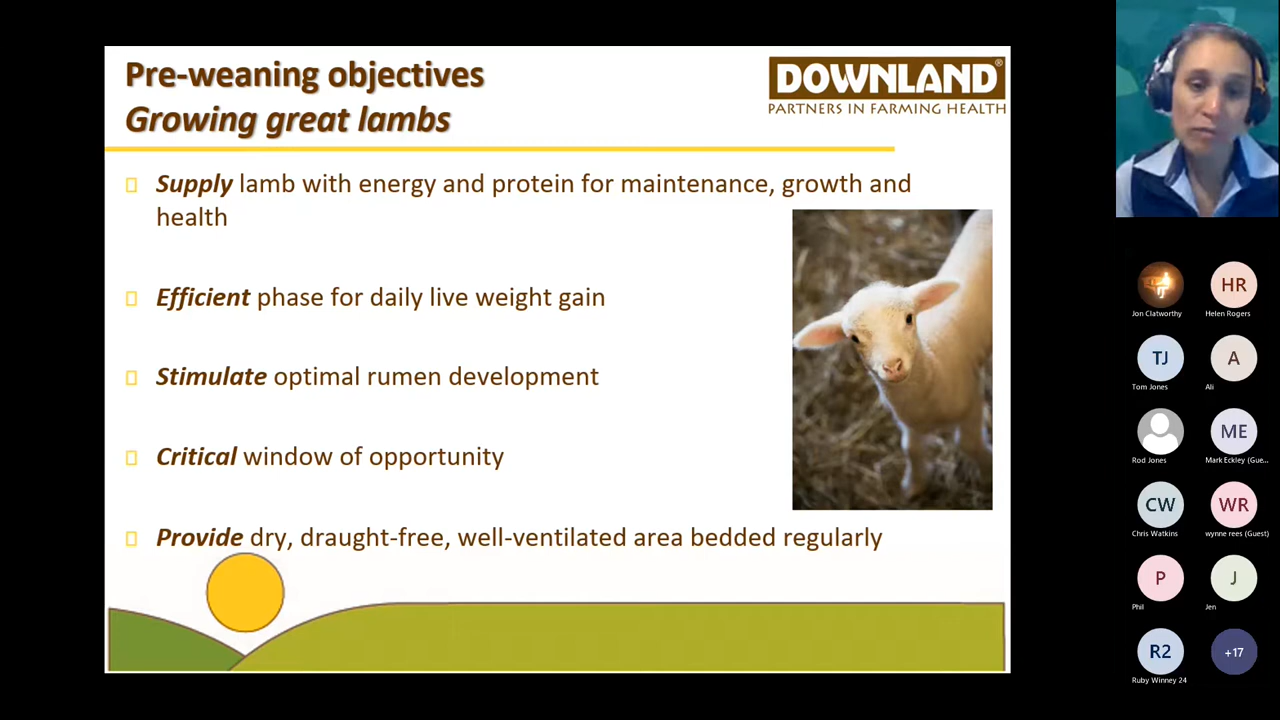 Pre-weaning objectives
Growing great lambs
DOWNLAND®
PARTNERS IN FARMING HEALTH
Supply lamb with energy and protein for maintenance, growth and
health
Efficient phase for daily live weight gain
Stimulate optimal rumen development
Critical window of opportunity
Provide dry, draught-free, well-ventilated area bedded regularly
HR
Jon Clatworthy
Helen Rogers
TJ
A
Tom Jones
Ali
ME
Rod Jones
Mark Eckley (Gue...
CW
WR
Chris Watkins
wynne rees (Guest)
P
J
Phil
Jen
R2
+17
Ruby Winney 24